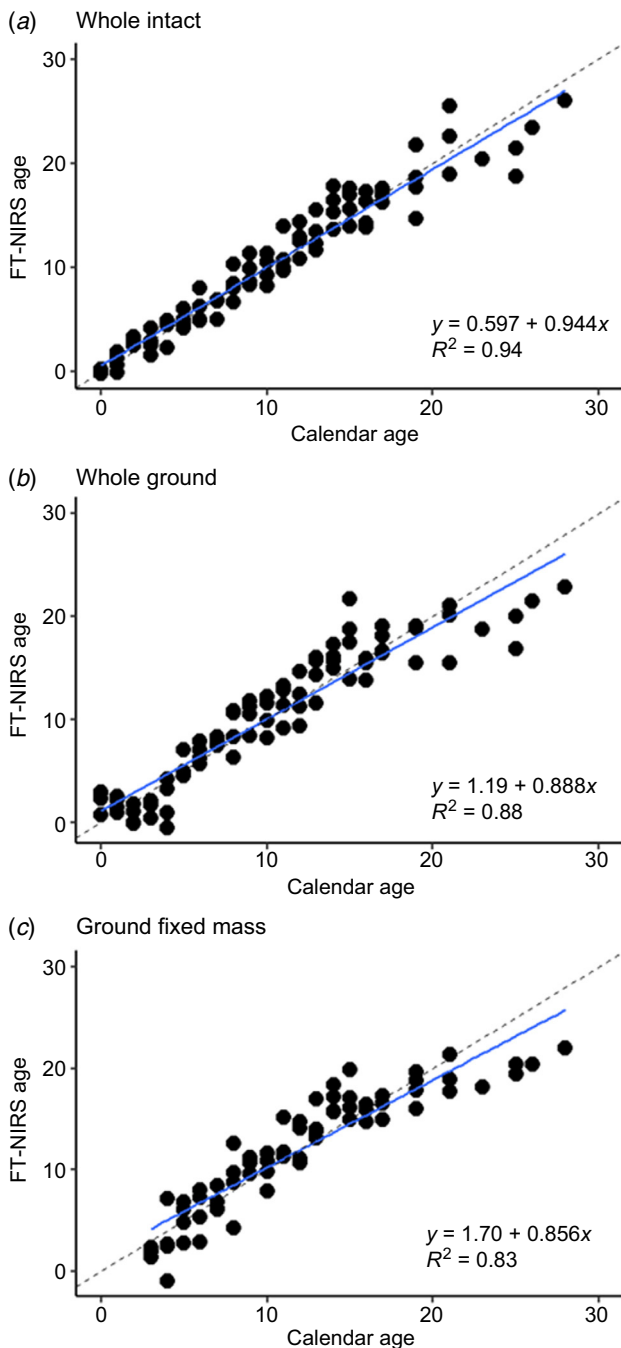 (a) Whole intact
30
20
10
0
FT-NIRS age
y = 0.597 + 0.944x
R² = 0.94
0 10 20 30
Calendar age
(b) Whole ground
30
20
10
0
FT-NIRS age
y = 1.19 + 0.888x
R² = 0.88
0 10 20 30
Calendar age
(c) Ground fixed mass
30
20
10
0
FT-NIRS age
y = 1.70 + 0.856x
R² = 0.83
0 10 20 30
Calendar age